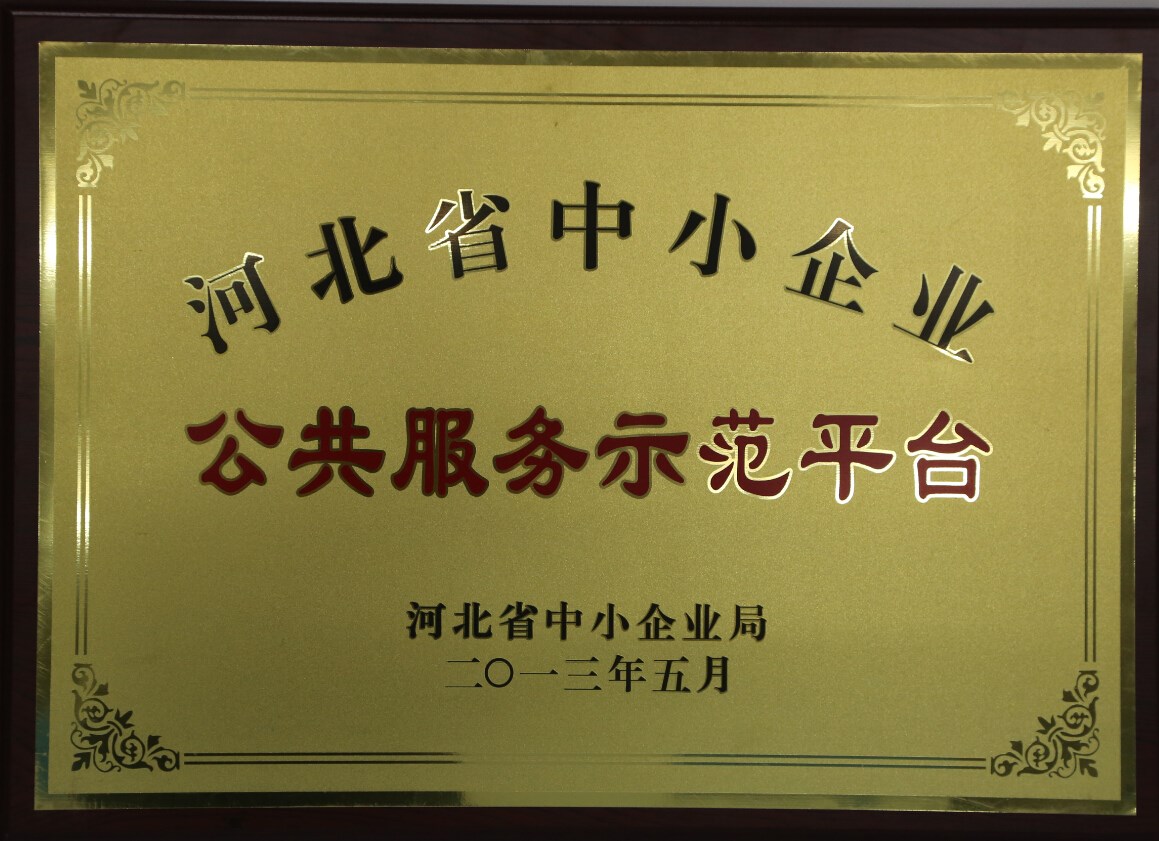 河北省中小企业
公共服务示范平台
河北省中小企业局
二〇一三年五月